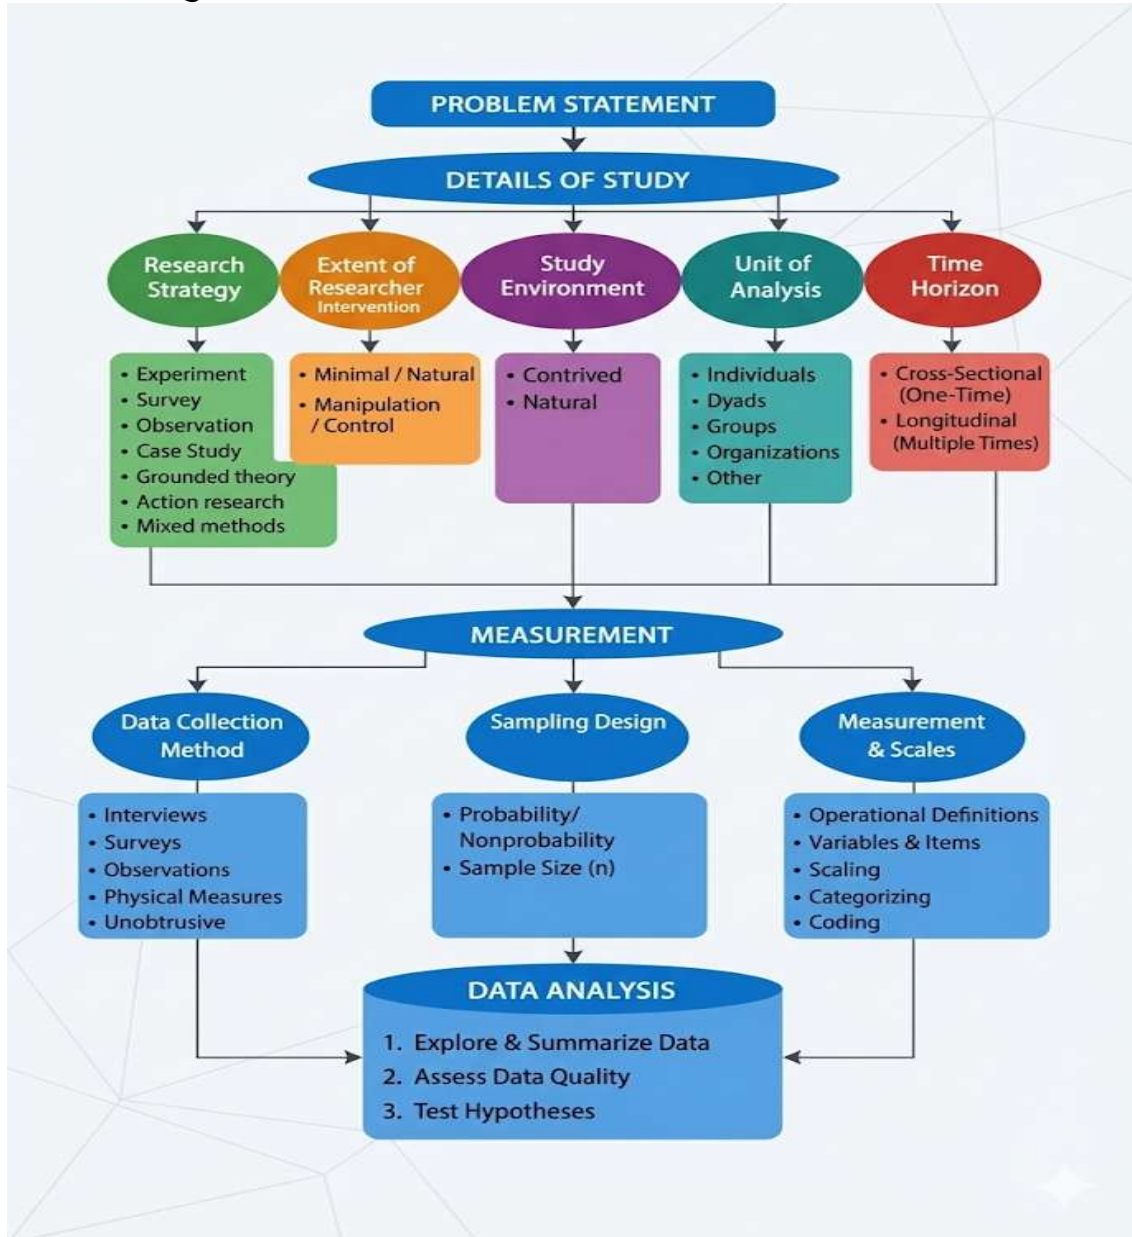 PROBLEM STATEMENT
DETAILS OF STUDY
Research
Strategy
Extent of
Researcher
Intervention
Study
Environment
Unit of
Analysis
Time
Horizon
• Experiment
• Survey
• Observation
• Case Study
• Grounded theory
• Action research
• Mixed methods
• Minimal / Natural
• Manipulation
/ Control
• Contrived
• Natural
• Individuals
• Dyads
• Groups
• Organizations
• Other
• Cross-Sectional
(One-Time)
• Longitudinal
(Multiple Times)
MEASUREMENT
Data Collection
Method
Sampling Design
Measurement
& Scales
• Interviews
• Surveys
• Observations
• Physical Measures
• Unobtrusive
• Probability/
Nonprobability
• Sample Size (n)
• Operational Definitions
• Variables & Items
• Scaling
• Categorizing
• Coding
DATA ANALYSIS
1. Explore & Summarize Data
2. Assess Data Quality
3. Test Hypotheses